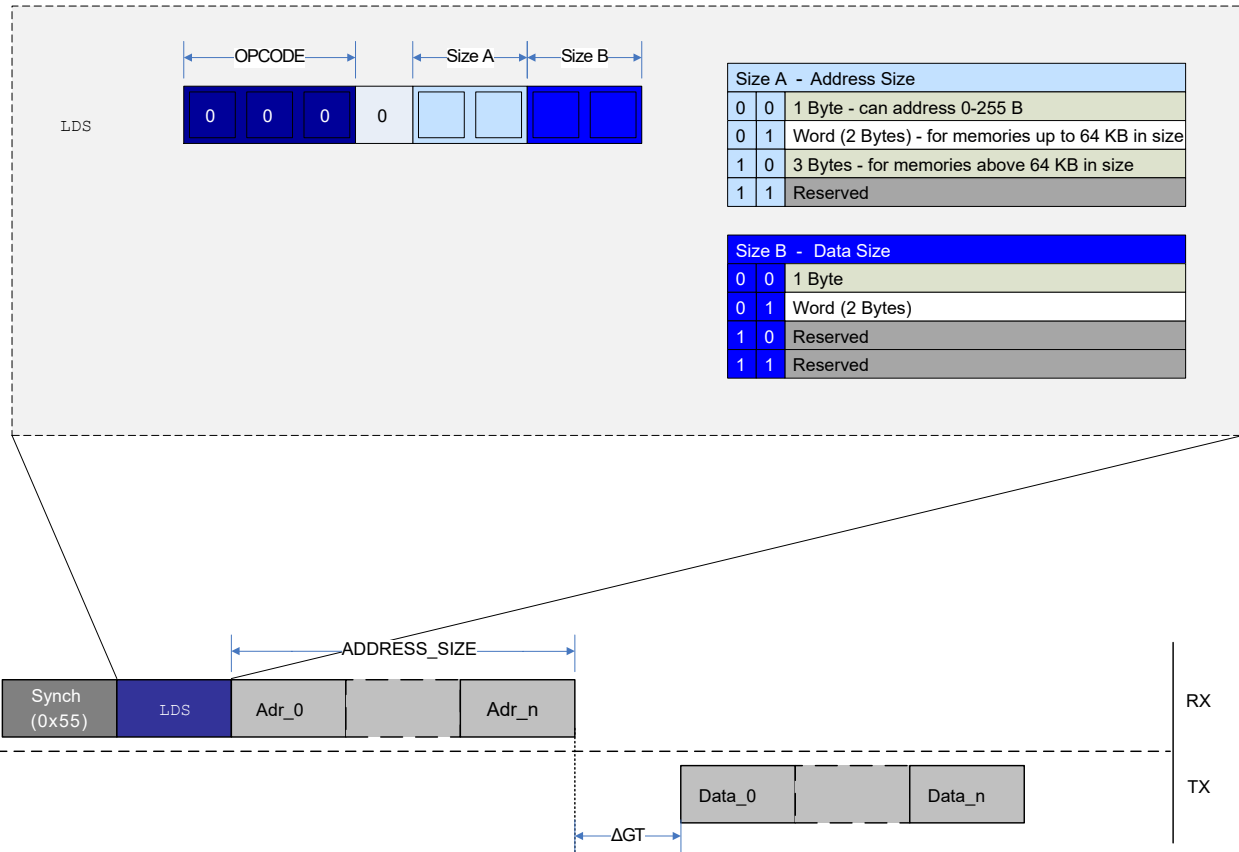 OPCODE Size A Size B
LDS 0 0 0 0
Size A - Address Size
0 0 1 Byte - can address 0-255 B
0 1 Word (2 Bytes) - for memories up to 64 KB in size
1 0 3 Bytes - for memories above 64 KB in size
1 1 Reserved
Size B - Data Size
0 0 1 Byte
0 1 Word (2 Bytes)
1 0 Reserved
1 1 Reserved
ADDRESS_SIZE
Synch
(0x55)
LDS Adr_0 Adr_n RX
Data_0 Data_n TX
ΔGT